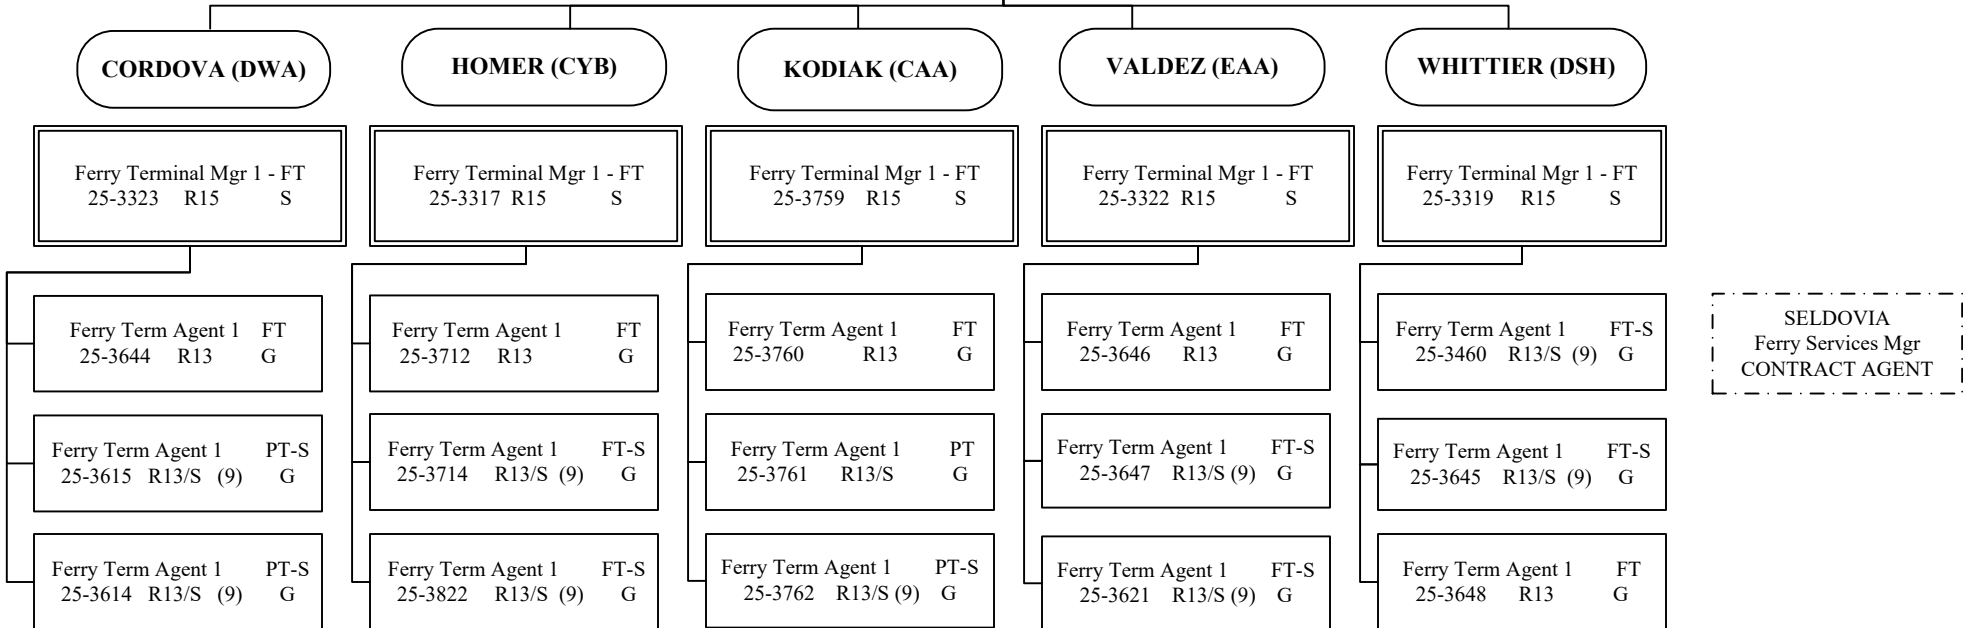 CORDOVA (DWA)
Ferry Terminal Mgr 1 - FT
25-3323 R15 S
Ferry Term Agent 1 FT
25-3644 R13 G
Ferry Term Agent 1 PT-S
25-3615 R13/S (9) G
Ferry Term Agent 1 PT-S
25-3614 R13/S (9) G
HOMER (CYB)
Ferry Terminal Mgr 1 - FT
25-3317 R15 S
Ferry Term Agent 1 FT
25-3712 R13 G
Ferry Term Agent 1 FT-S
25-3714 R13/S (9) G
Ferry Term Agent 1 FT-S
25-3822 R13/S (9) G
KODIAK (CAA)
Ferry Terminal Mgr 1 - FT
25-3759 R15 S
Ferry Term Agent 1 FT
25-3760 R13 G
Ferry Term Agent 1 PT
25-3761 R13/S G
Ferry Term Agent 1 PT-S
25-3762 R13/S (9) G
VALDEZ (EAA)
Ferry Terminal Mgr 1 - FT
25-3322 R15 S
Ferry Term Agent 1 FT
25-3646 R13 G
Ferry Term Agent 1 FT-S
25-3647 R13/S (9) G
Ferry Term Agent 1 FT-S
25-3621 R13/S (9) G
WHITTIER (DSH)
Ferry Terminal Mgr 1 - FT
25-3319 R15 S
Ferry Term Agent 1 FT-S
25-3460 R13/S (9) G
Ferry Term Agent 1 FT-S
25-3645 R13/S (9) G
Ferry Term Agent 1 FT
25-3648 R13 G
SELDOVIA
Ferry Services Mgr
CONTRACT AGENT